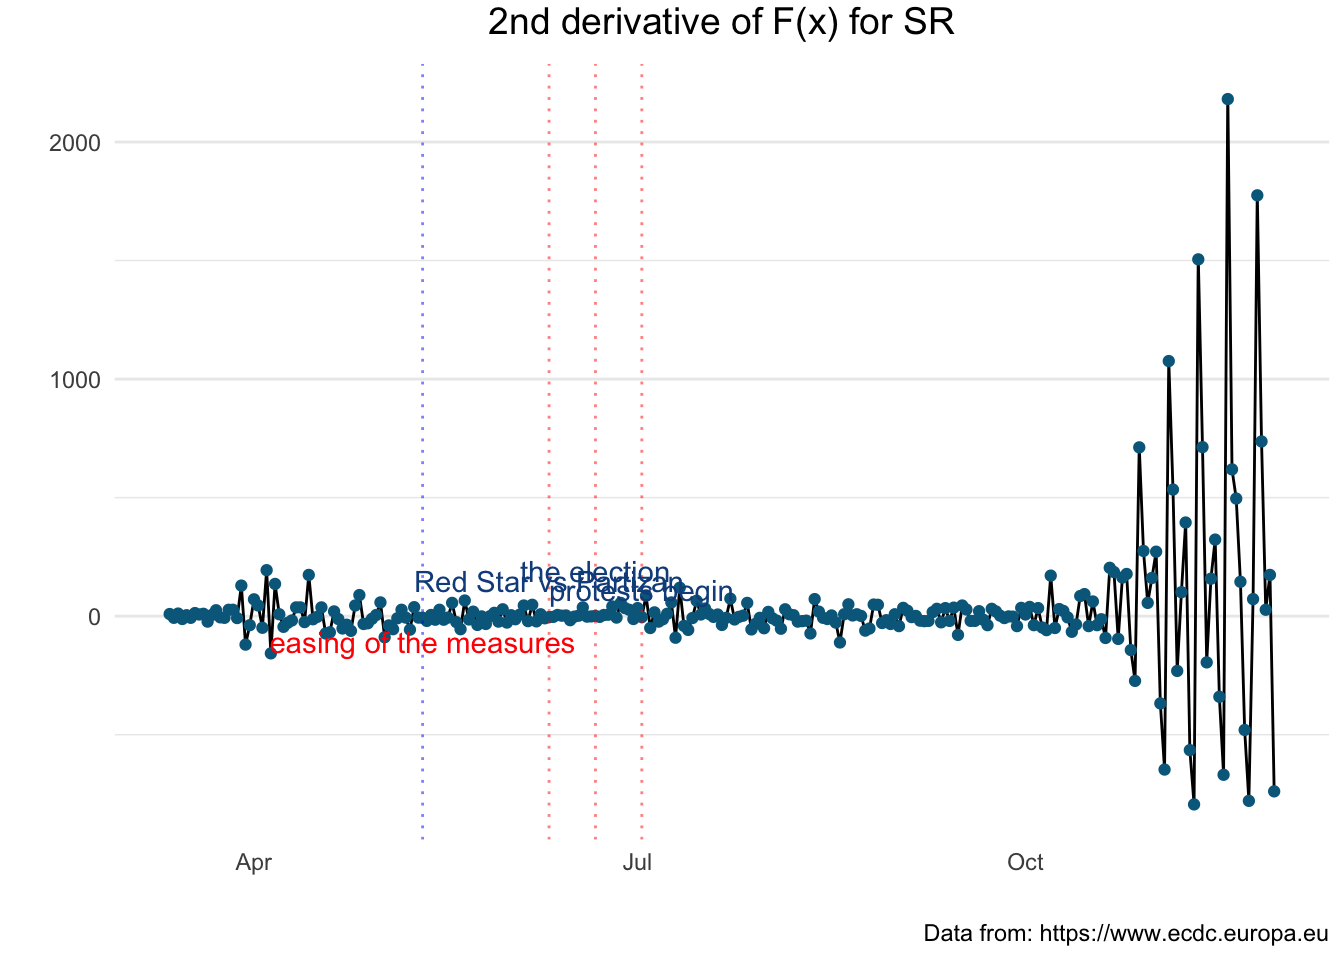 2nd derivative of F(x) for SR
2000
1000
0
the election
Red Star vs Partizan
protests begin
easing of the measures
Apr
Jul
Oct
Data from: https://www.ecdc.europa.eu